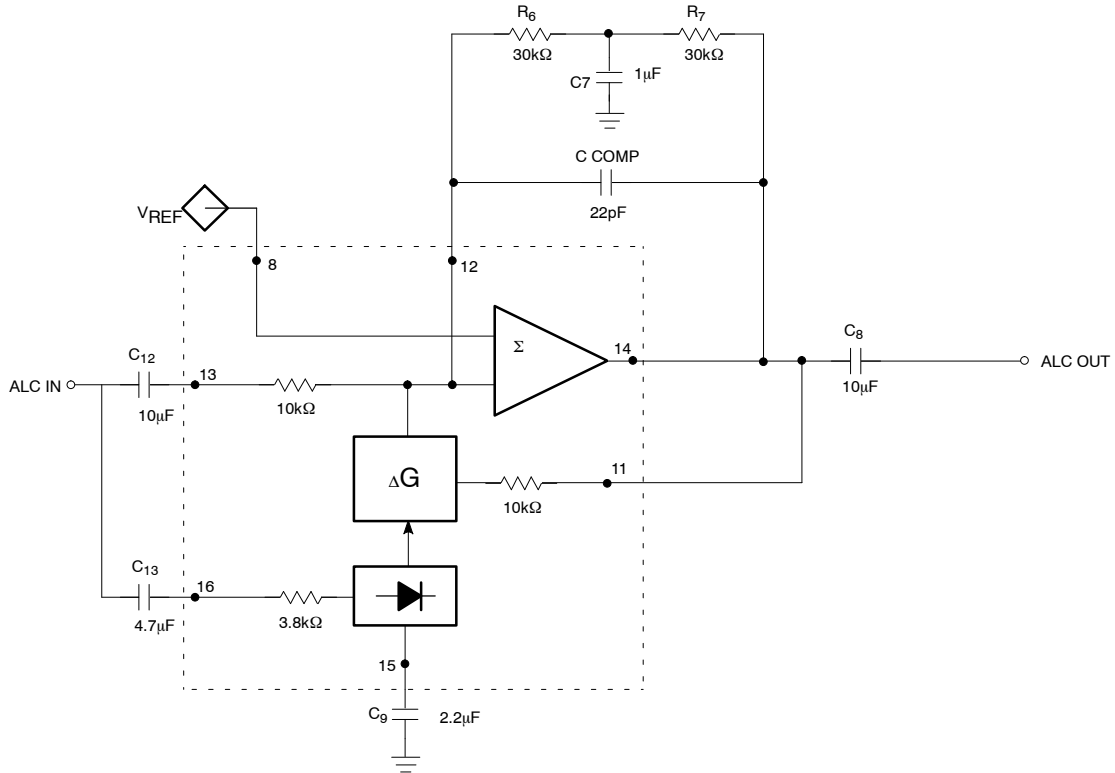 R6
R7
30kΩ
30kΩ
C7
1µF
C COMP
22pF
VREF
8
12
Σ
14
C8
10µF
ALC OUT
C12
ALC IN
10µF
13
10kΩ
ΔG
11
10kΩ
C13
16
4.7µF
3.8kΩ
15
C9
2.2µF